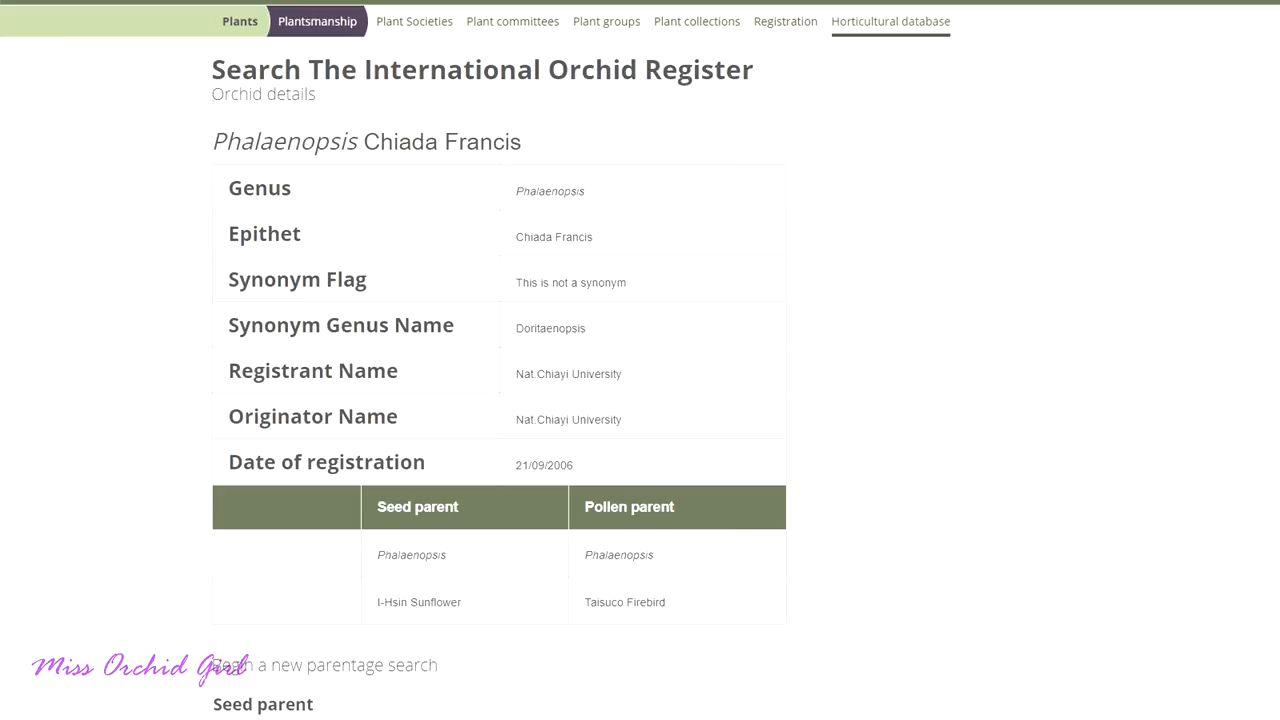 Plants Plantsmanship Plant Societies Plant committees Plant groups Plant collections Registration Horticultural database
Search The International Orchid Register
Orchid details
Phalaenopsis Chiada Francis
Genus Phalaenopsis
Epithet Chiada Francis
Synonym Flag This is not a synonym
Synonym Genus Name Doritaenopsis
Registrant Name Nat.Chiayi University
Originator Name Nat.Chiayi University
Date of registration 21/09/2006
Seed parent Pollen parent
Phalaenopsis Phalaenopsis
I-Hsin Sunflower Taisuco Firebird
Miss Orchid Girl
Begin a new parentage search
Seed parent